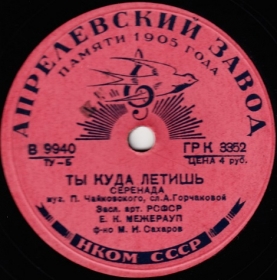 АПРЕЛЕВСКИЙ ЗАВОД
ПАМЯТИ 1905 ГОДА
В 9940 ГРК 3352
ТУ-Б ЦЕНА 4 руб.
ТЫ КУДА ЛЕТИШЬ
СЕРЕНАДА
муз. П. Чайковского, сл. А. Горчаковой
Засл. арт. РСФСР
Е. К. МЕЖЕРАУП
ф-но М. И. Сахаров
НКОМ СССР